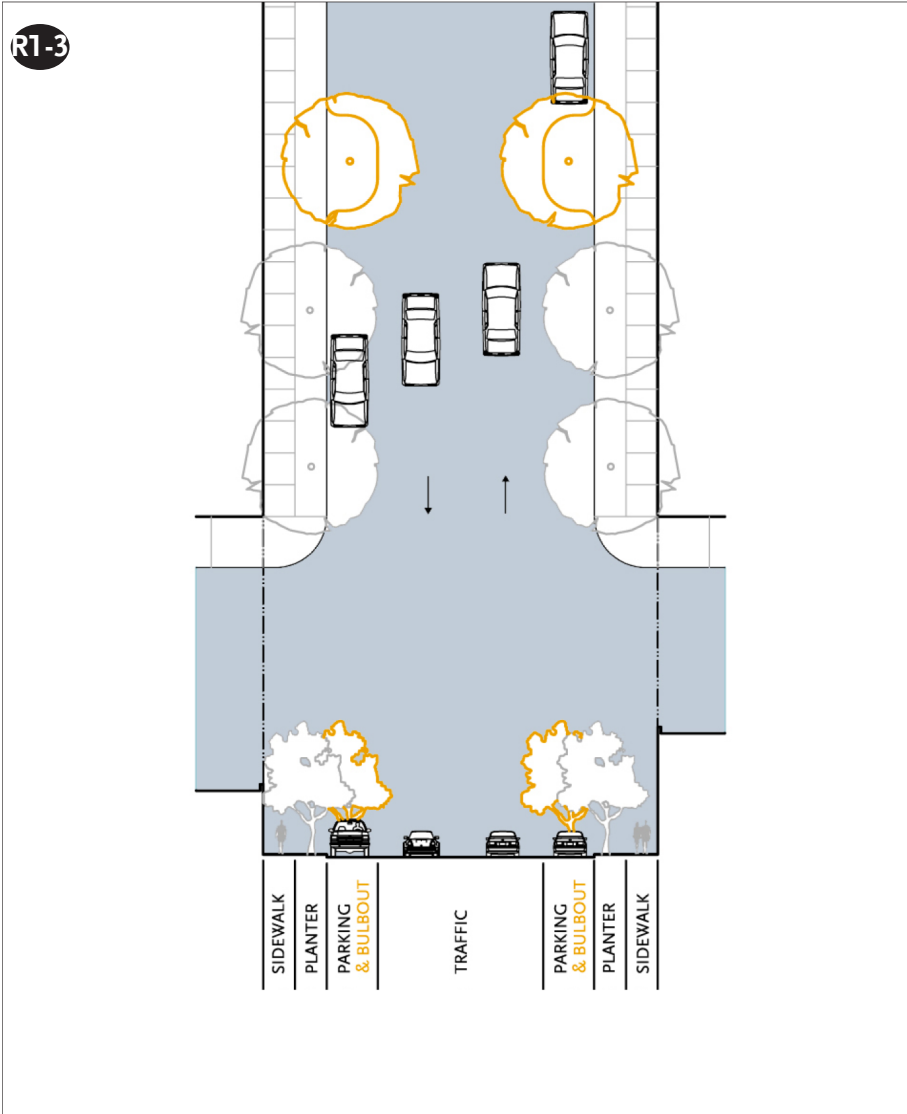 R1-3
SIDEWALK
PLANTER
PARKING
& BULBOUT
TRAFFIC
PARKING
& BULBOUT
PLANTER
SIDEWALK